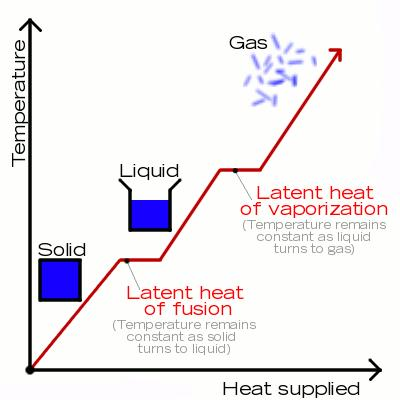 Temperature
Gas
Liquid
Latent heat
of vaporization
(Temperature remains
constant as liquid
turns to gas)
Solid
Latent heat
of fusion
(Temperature remains
constant as solid
turns to liquid)
Heat supplied